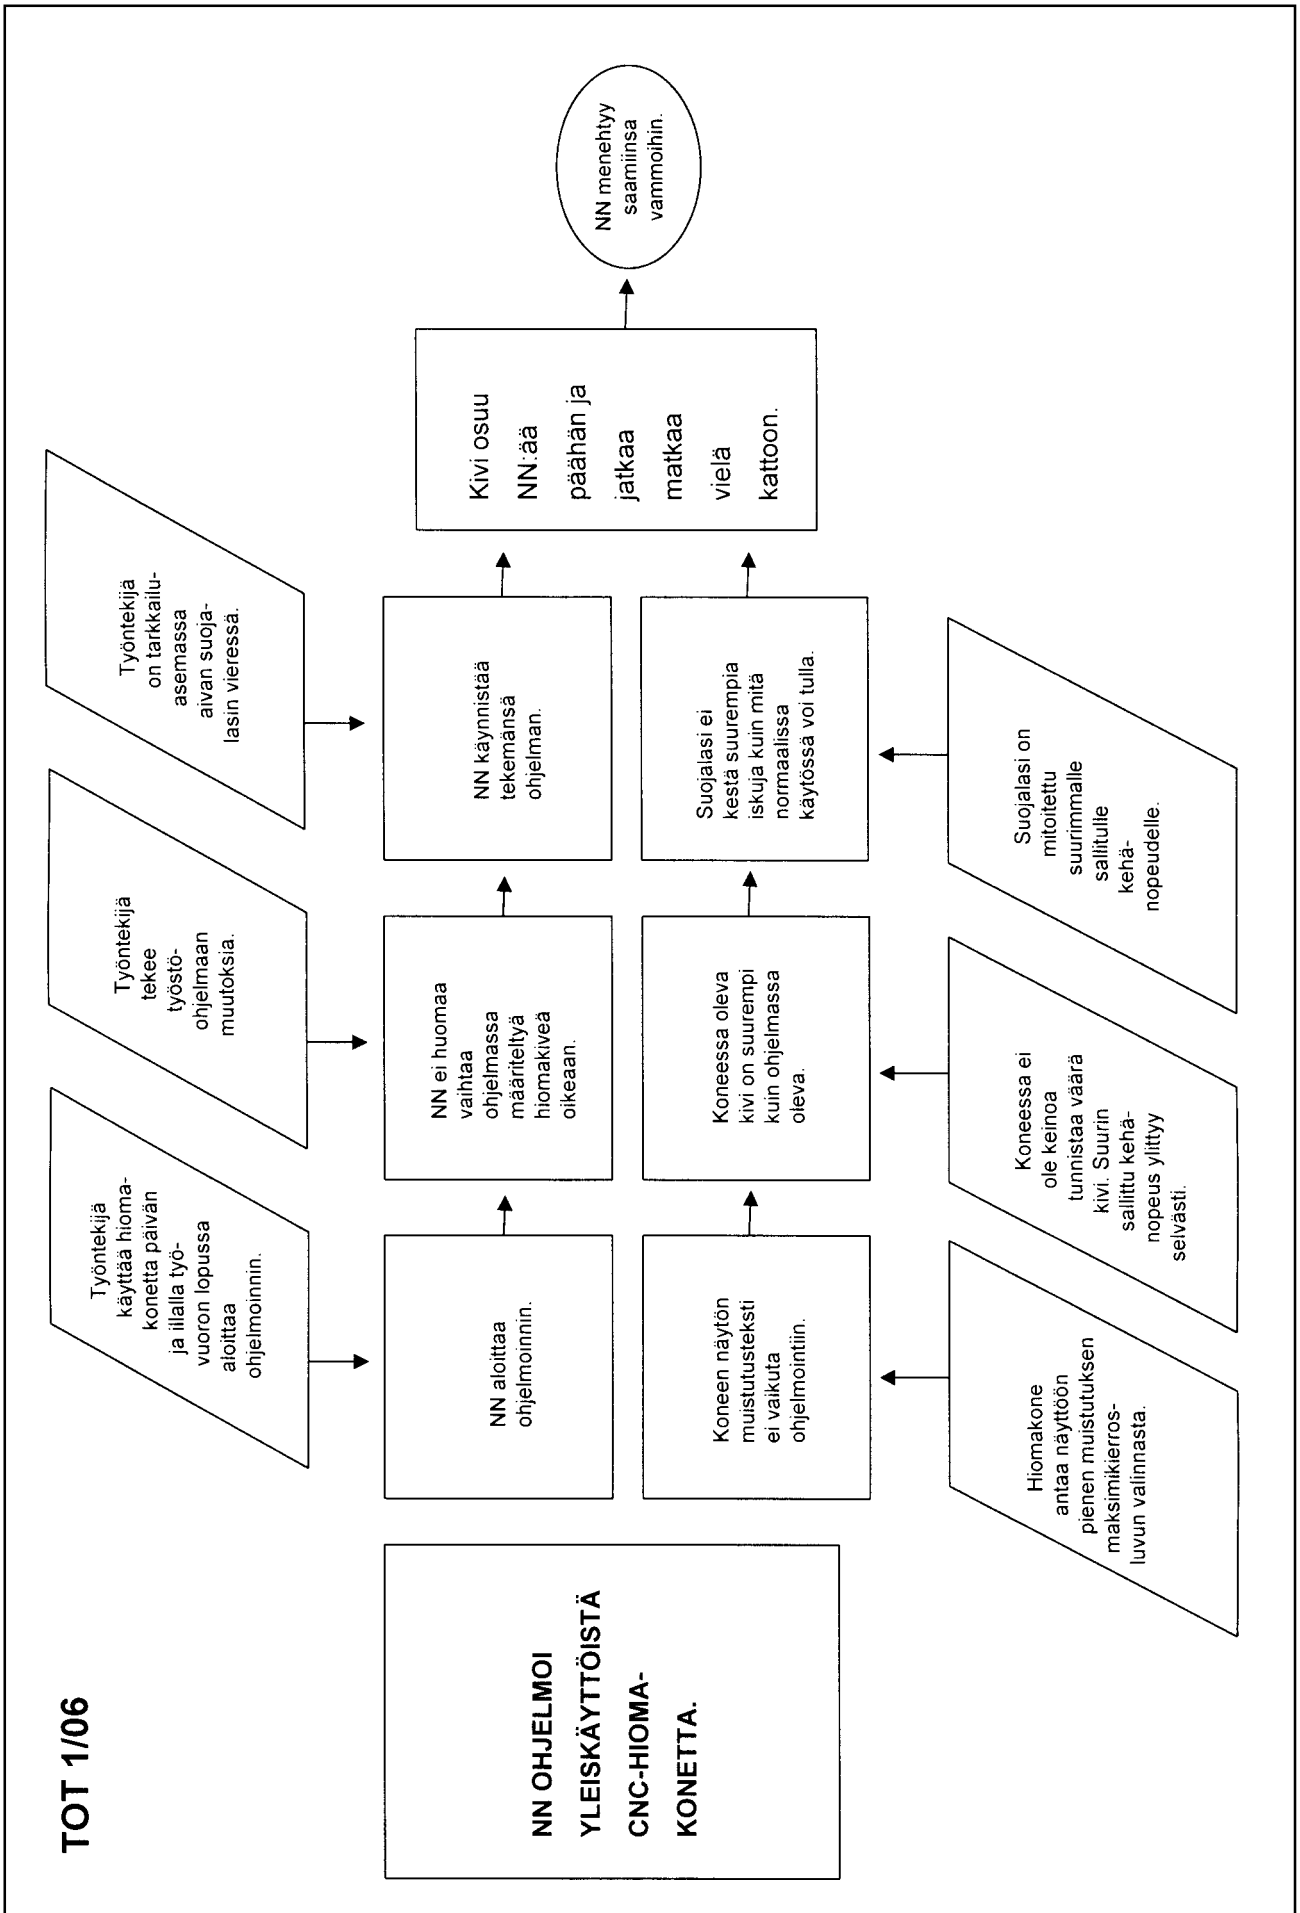 TOT 1/06
NN OHJELMOI
YLEISKÄYTTÖISTÄ
CNC-HIOMA-
KONETTA.
Työntekijä
käyttää hioma-
konetta päivän
ja illalla työ-
vuoron lopussa
aloittaa
ohjelmoinnin.
Työntekijä
tekee
työstö-
ohjelmaan
muutoksia.
Työntekijä
on tarkkailu-
asemassa
aivan suoja-
lasin vieressä.
NN aloittaa
ohjelmoinnin.
NN ei huomaa
vaihtaa
ohjelmassa
määriteltyä
hiomakiveä
oikeaan.
NN käynnistää
tekemänsä
ohjelman.
Koneen näytön
muistutusteksti
ei vaikuta
ohjelmointiin.
Koneessa oleva
kivi on suurempi
kuin ohjelmassa
oleva.
Suojalasi ei
kestä suurempia
iskuja kuin mitä
normaalissa
käytössä voi tulla.
Kivi osuu
NN:ää
päähän ja
jatkaa
matkaa
vielä
kattoon.
NN menehtyy
saamiinsa
vammoihin.
Hiomakone
antaa näyttöön
pienen muistutuksen
maksimikierros-
luvun valinnasta.
Koneessa ei
ole keinoa
tunnistaa väärä
kivi. Suurin
sallittu kehä-
nopeus ylittyy
selvästi.
Suojalasi on
mitoitettu
suurimmalle
sallitulle
kehä-
nopeudelle.